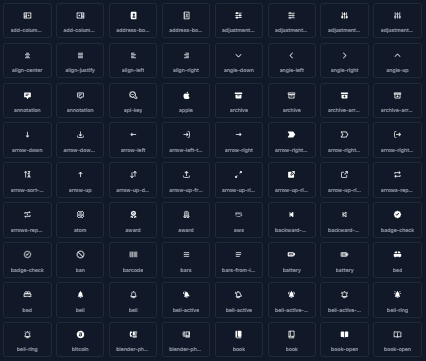 add-colum... add-colum... address-bo... address-bo... adjustment... adjustment... adjustment... adjustment...
align-center align-justify align-left align-right angle-down angle-left angle-right angle-up
annotation annotation api-key apple archive archive archive-arr... archive-arr...
arrow-down arrow-dow... arrow-left arrow-left-t... arrow-right arrow-right... arrow-right... arrow-right...
arrow-sort-... arrow-up arrow-up-d... arrow-up-fr... arrow-up-ri... arrow-up-ri... arrow-up-ri... arrows-rep...
arrows-rep... atom award award aws backward-... backward-... badge-check
badge-check ban barcode bars bars-from-l... battery battery bed
bed bell bell bell-active bell-active bell-active-... bell-active-... bell-ring
bell-ring bitcoin blender-ph... blender-ph... book book book-open book-open